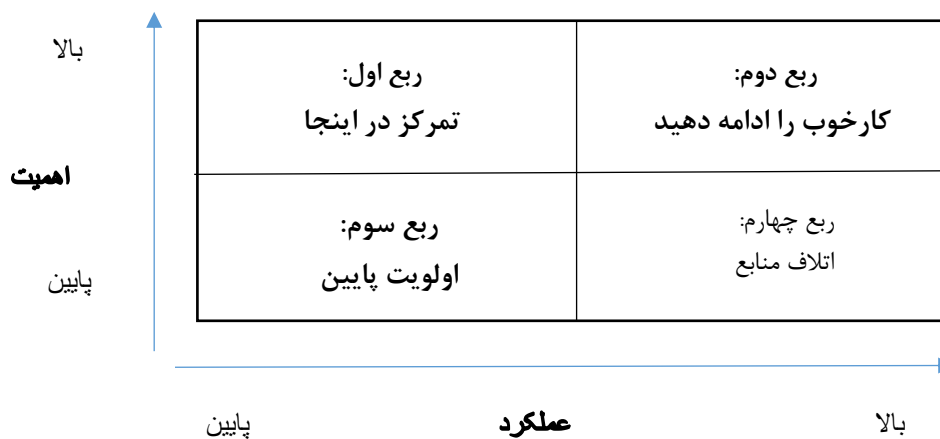 بالا
ربع اول:
تمرکز در اینجا
ربع دوم:
کارخوب را ادامه دهید
اهمیت
ربع سوم:
اولویت پایین
ربع چهارم:
اتلاف منابع
پایین
پایین
عملکرد
بالا